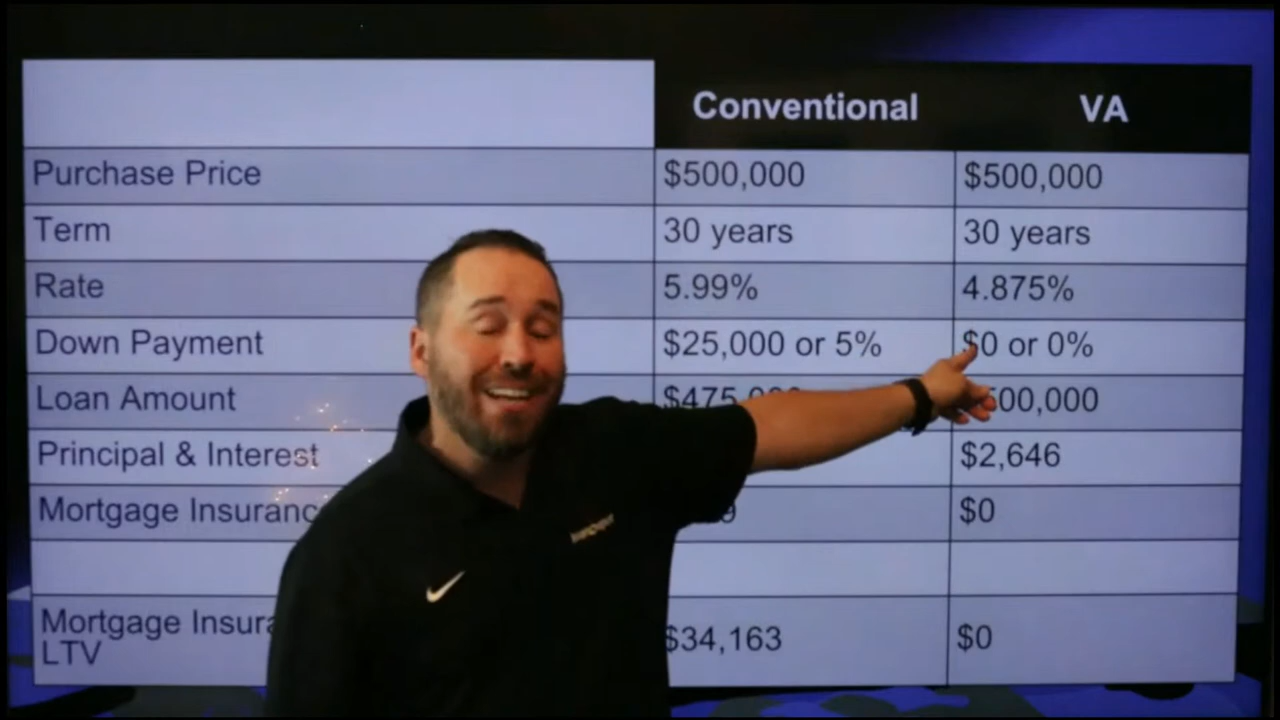 Conventional VA
Purchase Price $500,000 $500,000
Term 30 years 30 years
Rate 5.99% 4.875%
Down Payment $25,000 or 5% $0 or 0%
Loan Amount
Principal & Interest $2,646
Mortgage $0
Mortgage $34,163 $0
LTV